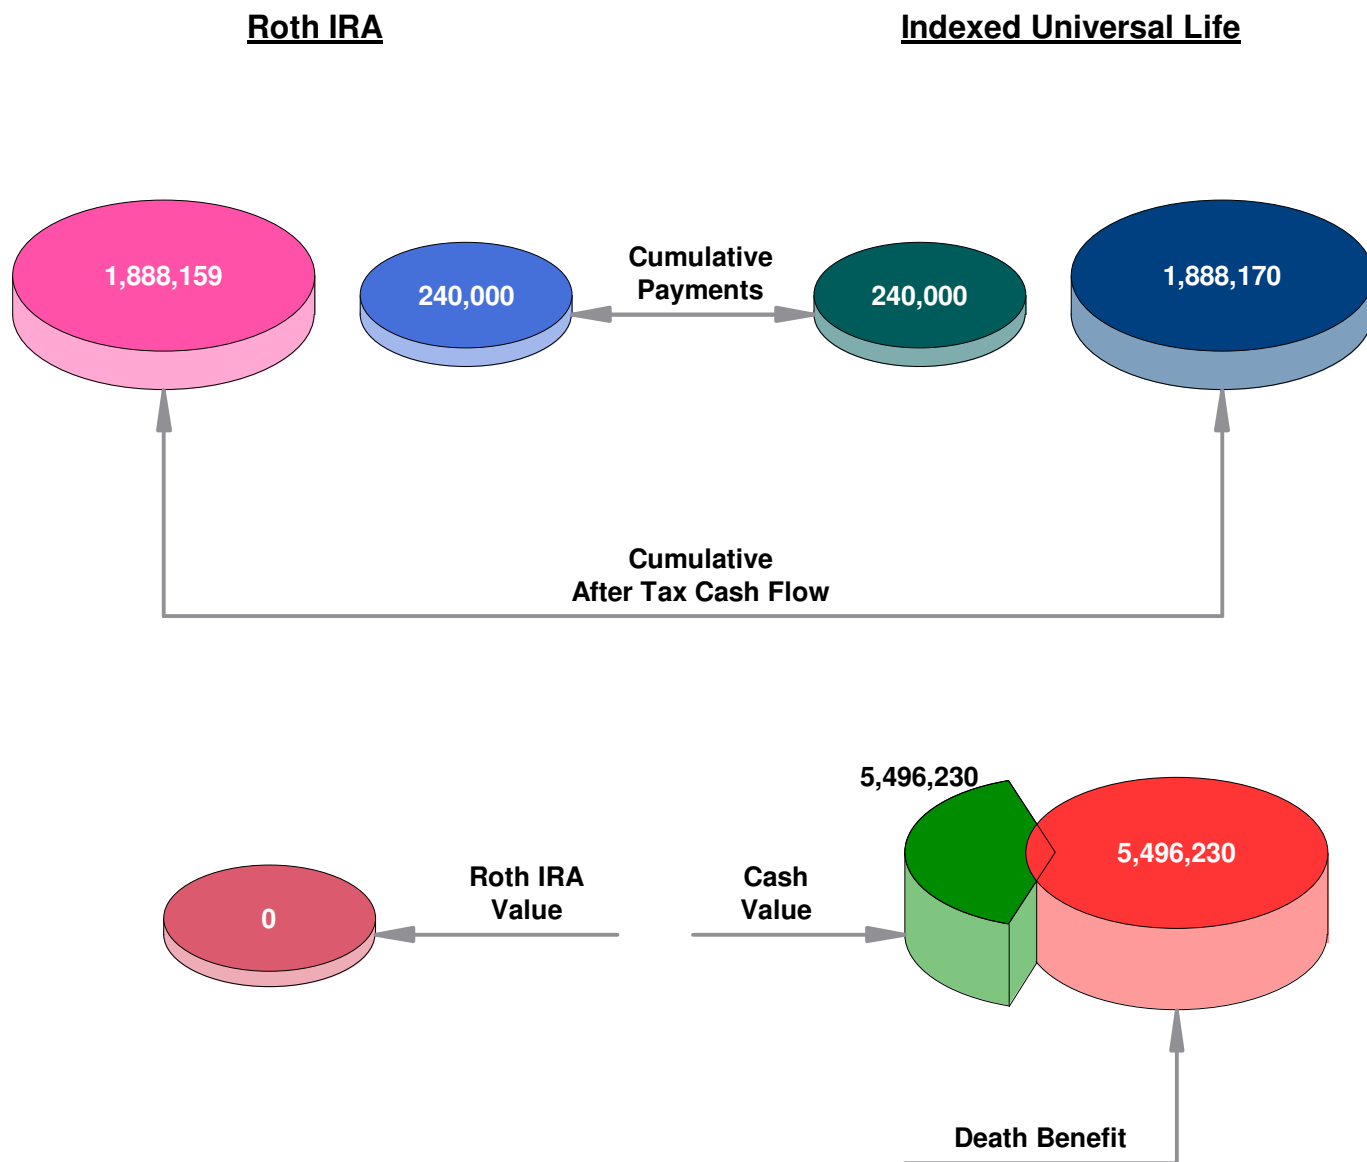 Roth IRA
Indexed Universal Life
1,888,159
240,000
Cumulative
Payments
240,000
1,888,170
Cumulative
After Tax Cash Flow
5,496,230
5,496,230
0
Roth IRA
Value
Cash
Value
Death Benefit